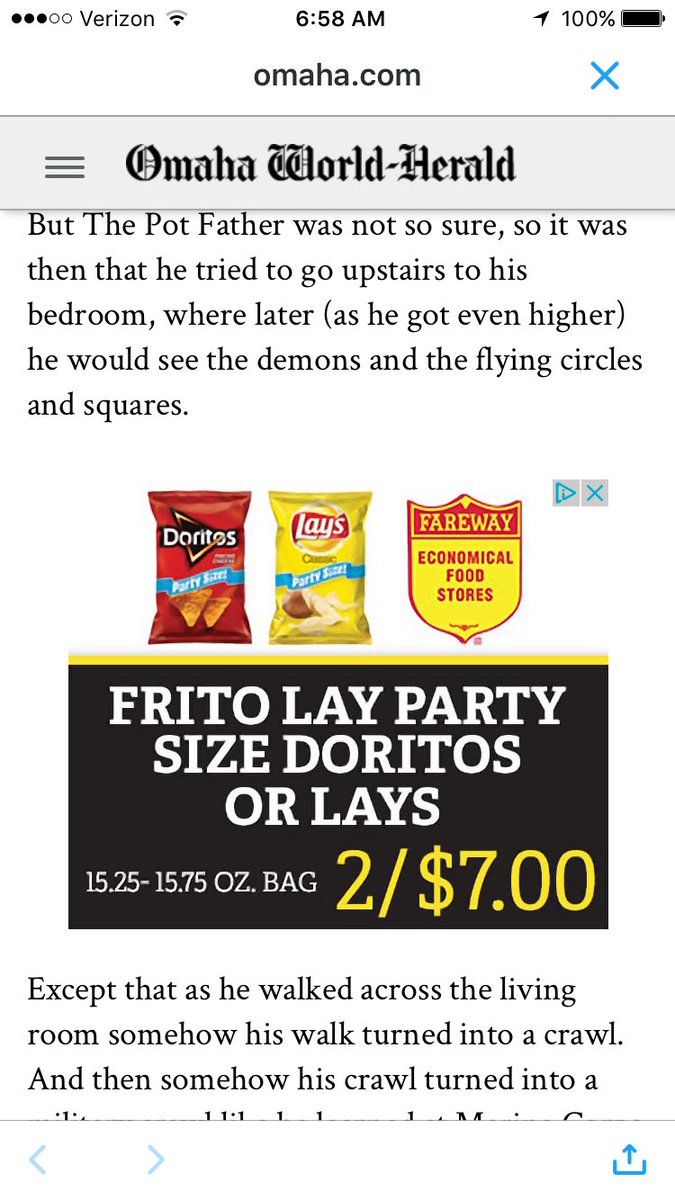 Verizon 6:58 AM 100%
omaha.com
Omaha World-Herald
But The Pot Father was not so sure, so it was
then that he tried to go upstairs to his
bedroom, where later (as he got even higher)
he would see the demons and the flying circles
and squares.
Doritos
Party Size!
Lay's
Classic
Party Size!
FAREWAY
ECONOMICAL
FOOD
STORES
FRITO LAY PARTY
SIZE DORITOS
OR LAYS
15.25- 15.75 OZ. BAG 2/$7.00
Except that as he walked across the living
room somehow his walk turned into a crawl.
And then somehow his crawl turned into a